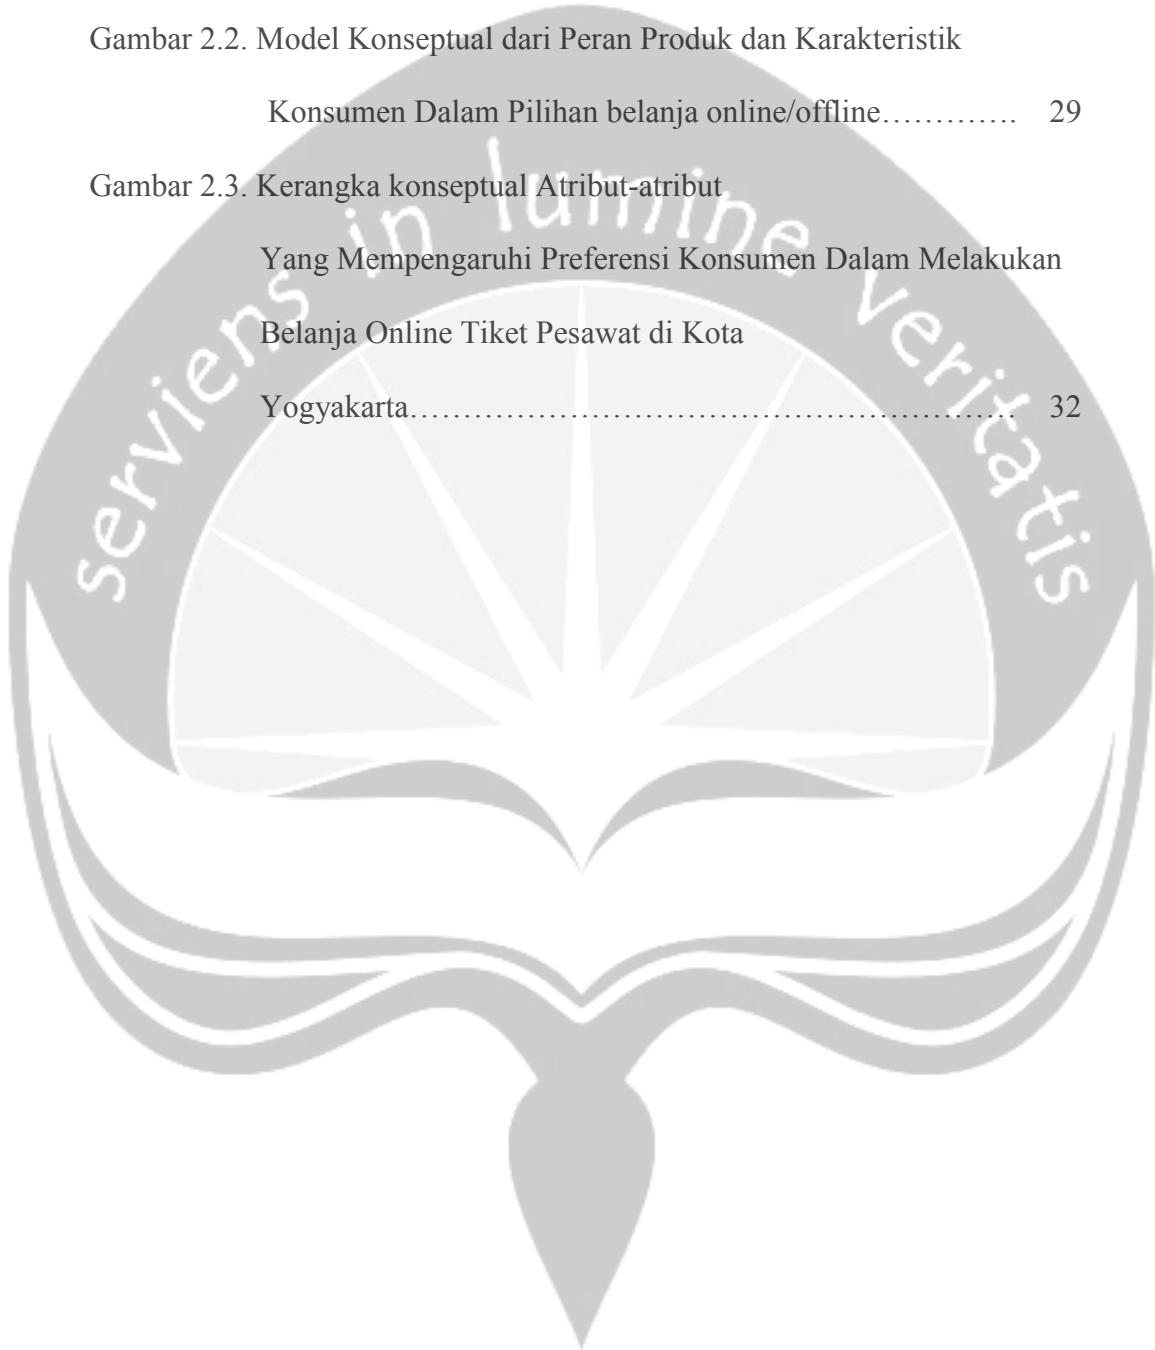 Gambar 2.2. Model Konseptual dari Peran Produk dan Karakteristik
Konsumen Dalam Pilihan belanja online/offline…………. 29
Gambar 2.3. Kerangka konseptual Atribut-atribut
Yang Mempengaruhi Preferensi Konsumen Dalam Melakukan
Belanja Online Tiket Pesawat di Kota
Yogyakarta………………………………………………… 32
serviens in lumine veritatis